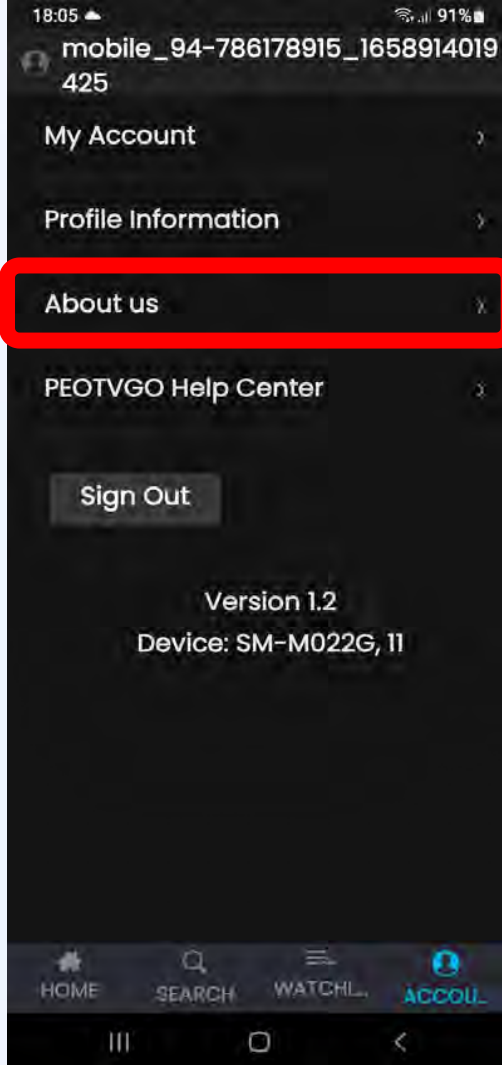 18:05 91%
mobile_94-786178915_1658914019
425
My Account
Profile Information
About us
PEOTVGO Help Center
Sign Out
Version 1.2
Device: SM-M022G, 11
HOME SEARCH WATCHL... ACCOU...